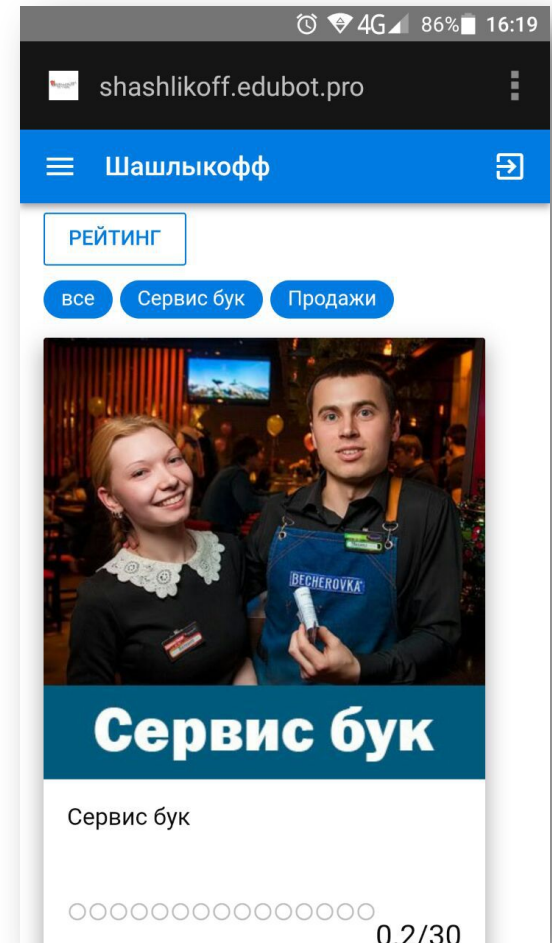 4G 86% 16:19
shashlikoff.edubot.pro
Шашлыкофф
РЕЙТИНГ
все Сервис бук Продажи
BECHEROVKA
Сервис бук
Сервис бук
0.2/30